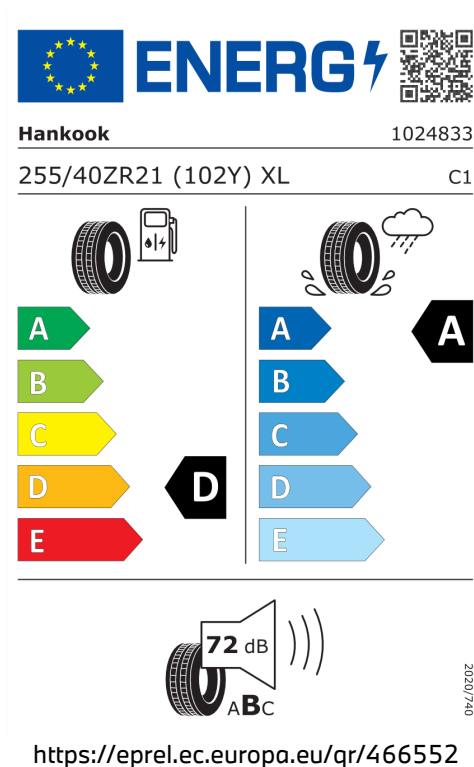 ENERG
Hankook 1024833
255/40ZR21 (102Y) XL C1
A A A
B B
C C
D D D
E E
72 dB
ABC
2020/740
https://eprel.ec.europa.eu/qr/466552